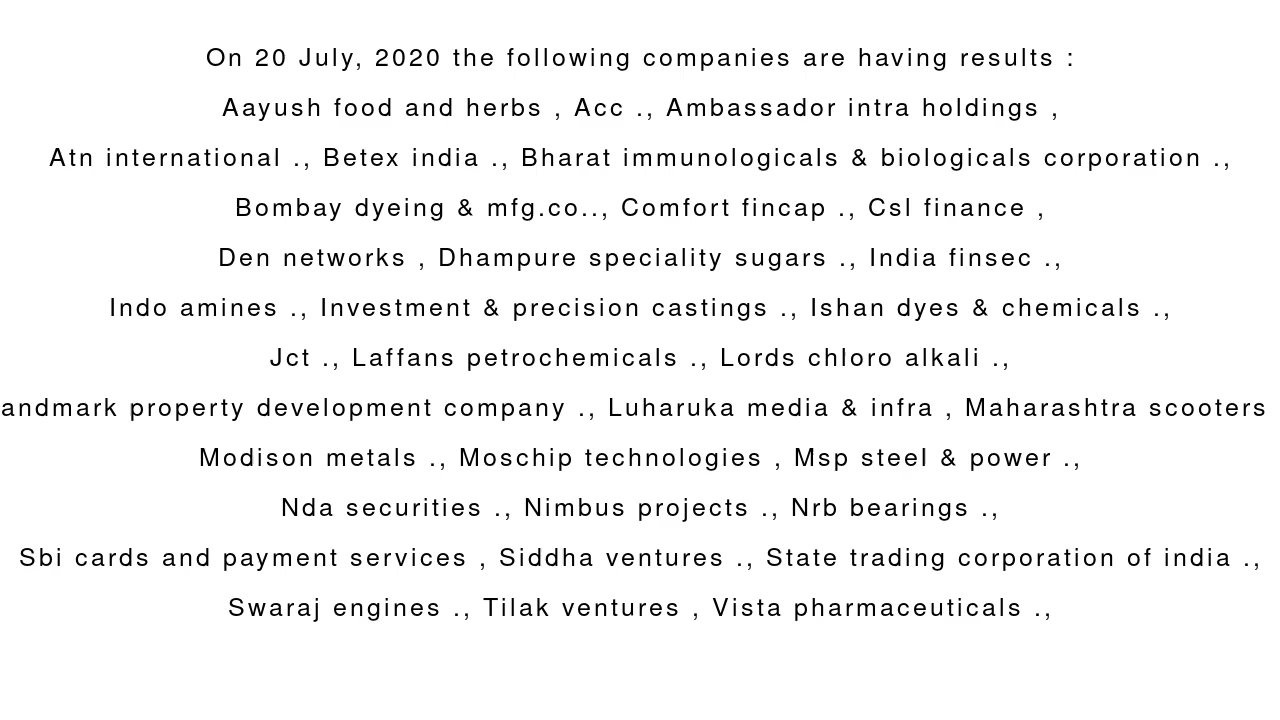 On 20 July, 2020 the following companies are having results :
Aayush food and herbs , Acc ., Ambassador intra holdings ,
Atn international ., Betex india ., Bharat immunologicals & biologicals corporation .,
Bombay dyeing & mfg.co.., Comfort fincap ., Csl finance ,
Den networks , Dhampure speciality sugars ., India finsec .,
Indo amines ., Investment & precision castings ., Ishan dyes & chemicals .,
Jct ., Laffans petrochemicals ., Lords chloro alkali .,
andmark property development company ., Luharuka media & infra , Maharashtra scooters
Modison metals ., Moschip technologies , Msp steel & power .,
Nda securities ., Nimbus projects ., Nrb bearings .,
Sbi cards and payment services , Siddha ventures ., State trading corporation of india .,
Swaraj engines ., Tilak ventures , Vista pharmaceuticals .,